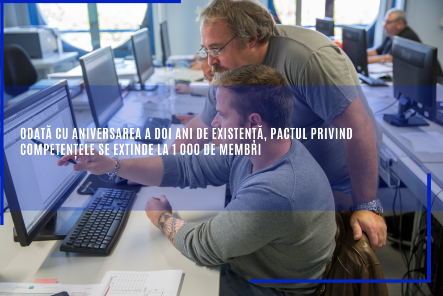 ODATĂ CU ANIVERSAREA A DOI ANI DE EXISTENȚĂ, PACTUL PRIVIND
COMPETENȚELE SE EXTINDE LA 1 000 DE MEMBRI